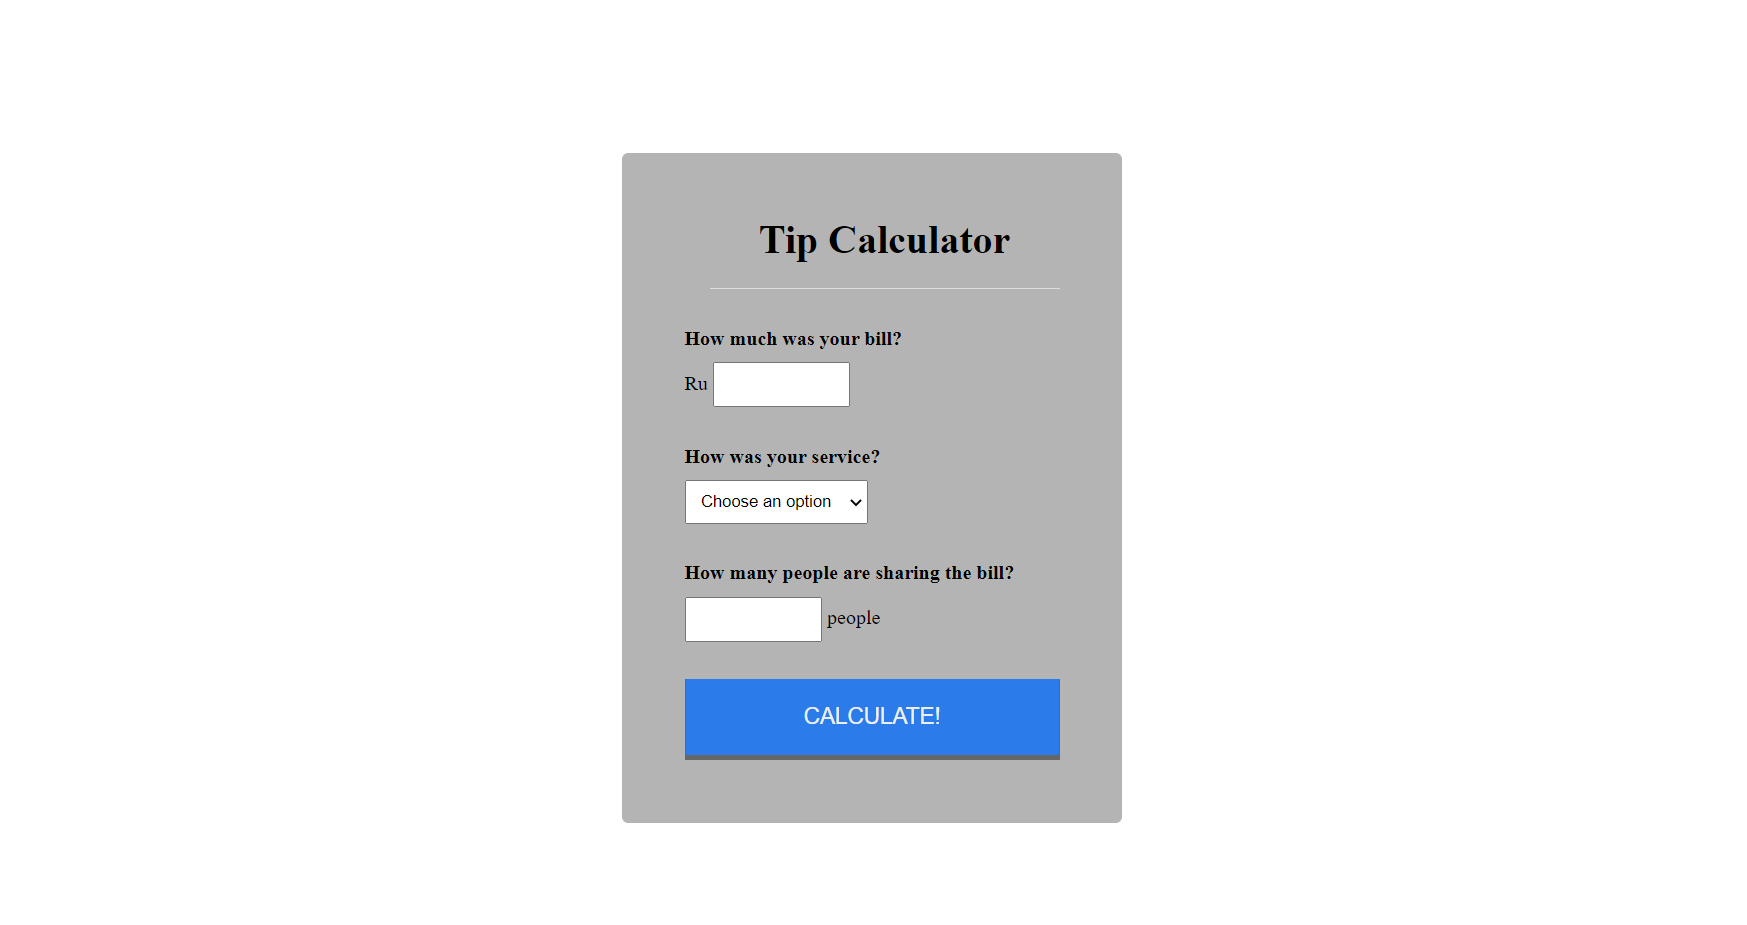 Tip Calculator
How much was your bill?
Ru
How was your service?
Choose an option
How many people are sharing the bill?
people
CALCULATE!